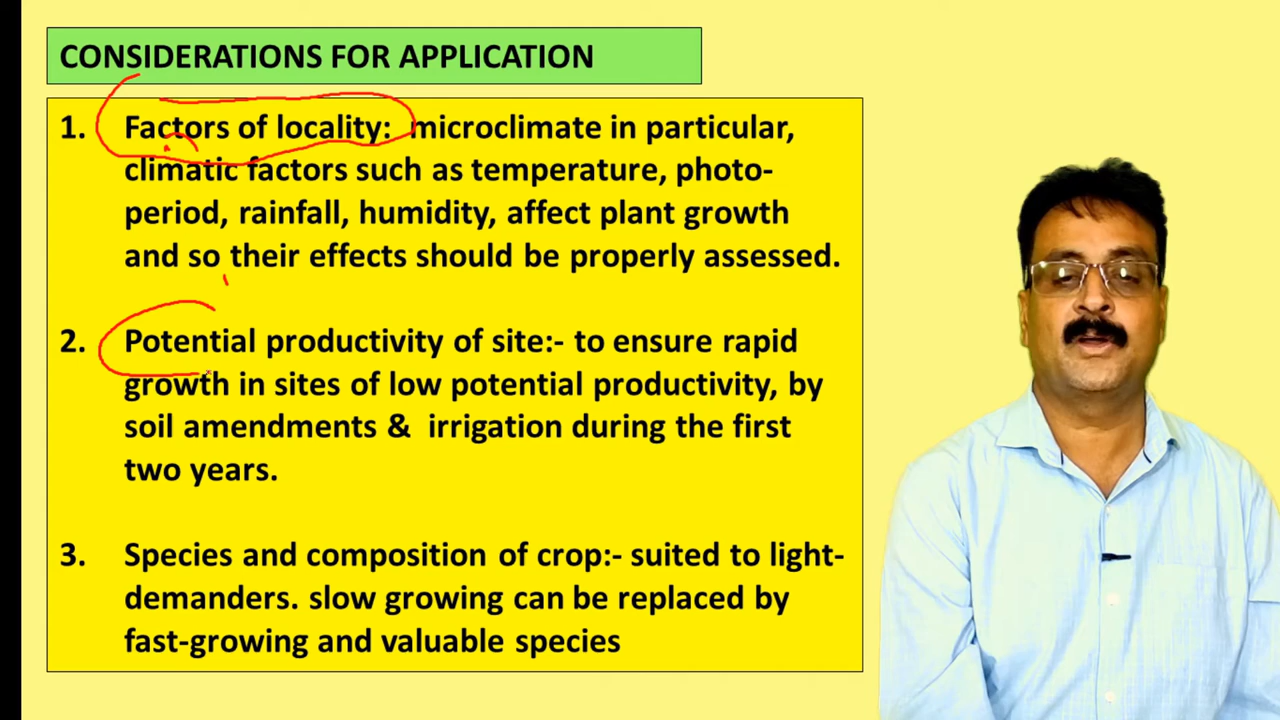 CONSIDERATIONS FOR APPLICATION
1. Factors of locality: microclimate in particular,
climatic factors such as temperature, photo-
period, rainfall, humidity, affect plant growth
and so their effects should be properly assessed.
2. Potential productivity of site:- to ensure rapid
growth in sites of low potential productivity, by
soil amendments & irrigation during the first
two years.
3. Species and composition of crop:- suited to light-
demanders. slow growing can be replaced by
fast-growing and valuable species